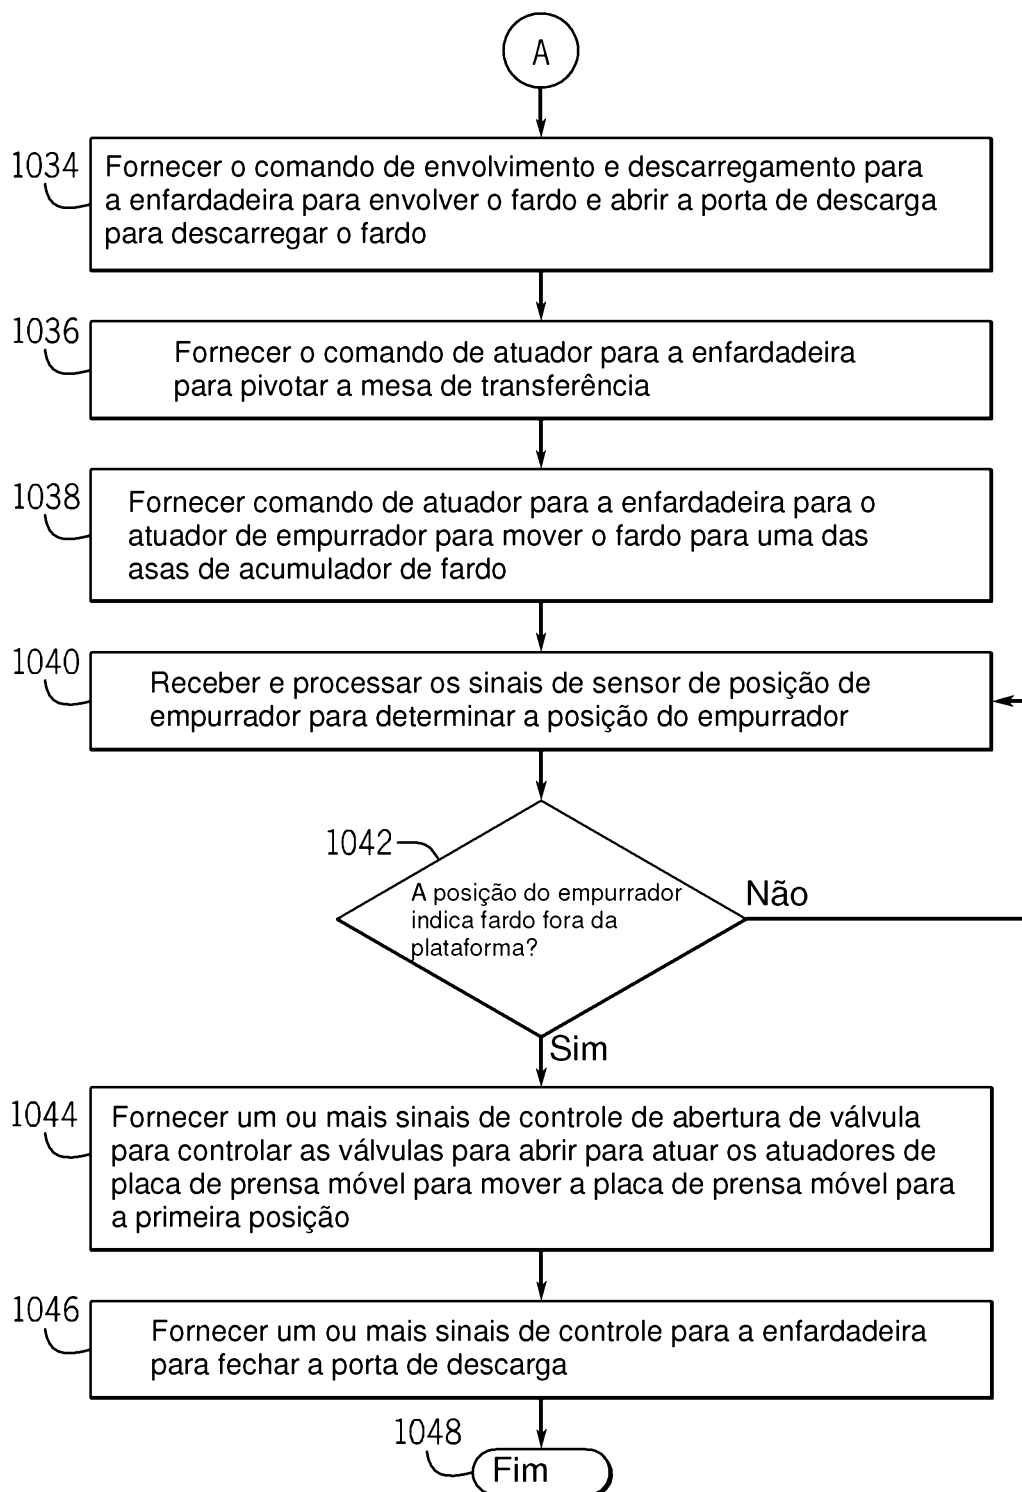 A
1034
Fornecer o comando de envolvimento e descarregamento para
a enfardadeira para envolver o fardo e abrir a porta de descarga
para descarregar o fardo
1036
Fornecer o comando de atuador para a enfardadeira
para pivotar a mesa de transferência
1038
Fornecer comando de atuador para a enfardadeira para o
atuador de empurrador para mover o fardo para uma das
asas de acumulador de fardo
1040
Receber e processar os sinais de sensor de posição de
empurrador para determinar a posição do empurrador
1042
A posição do empurrador
indica fardo fora da
plataforma?
Não
Sim
1044
Fornecer um ou mais sinais de controle de abertura de válvula
para controlar as válvulas para abrir para atuar os atuadores de
placa de prensa móvel para mover a placa de prensa móvel para
a primeira posição
1046
Fornecer um ou mais sinais de controle para a enfardadeira
para fechar a porta de descarga
1048
Fim